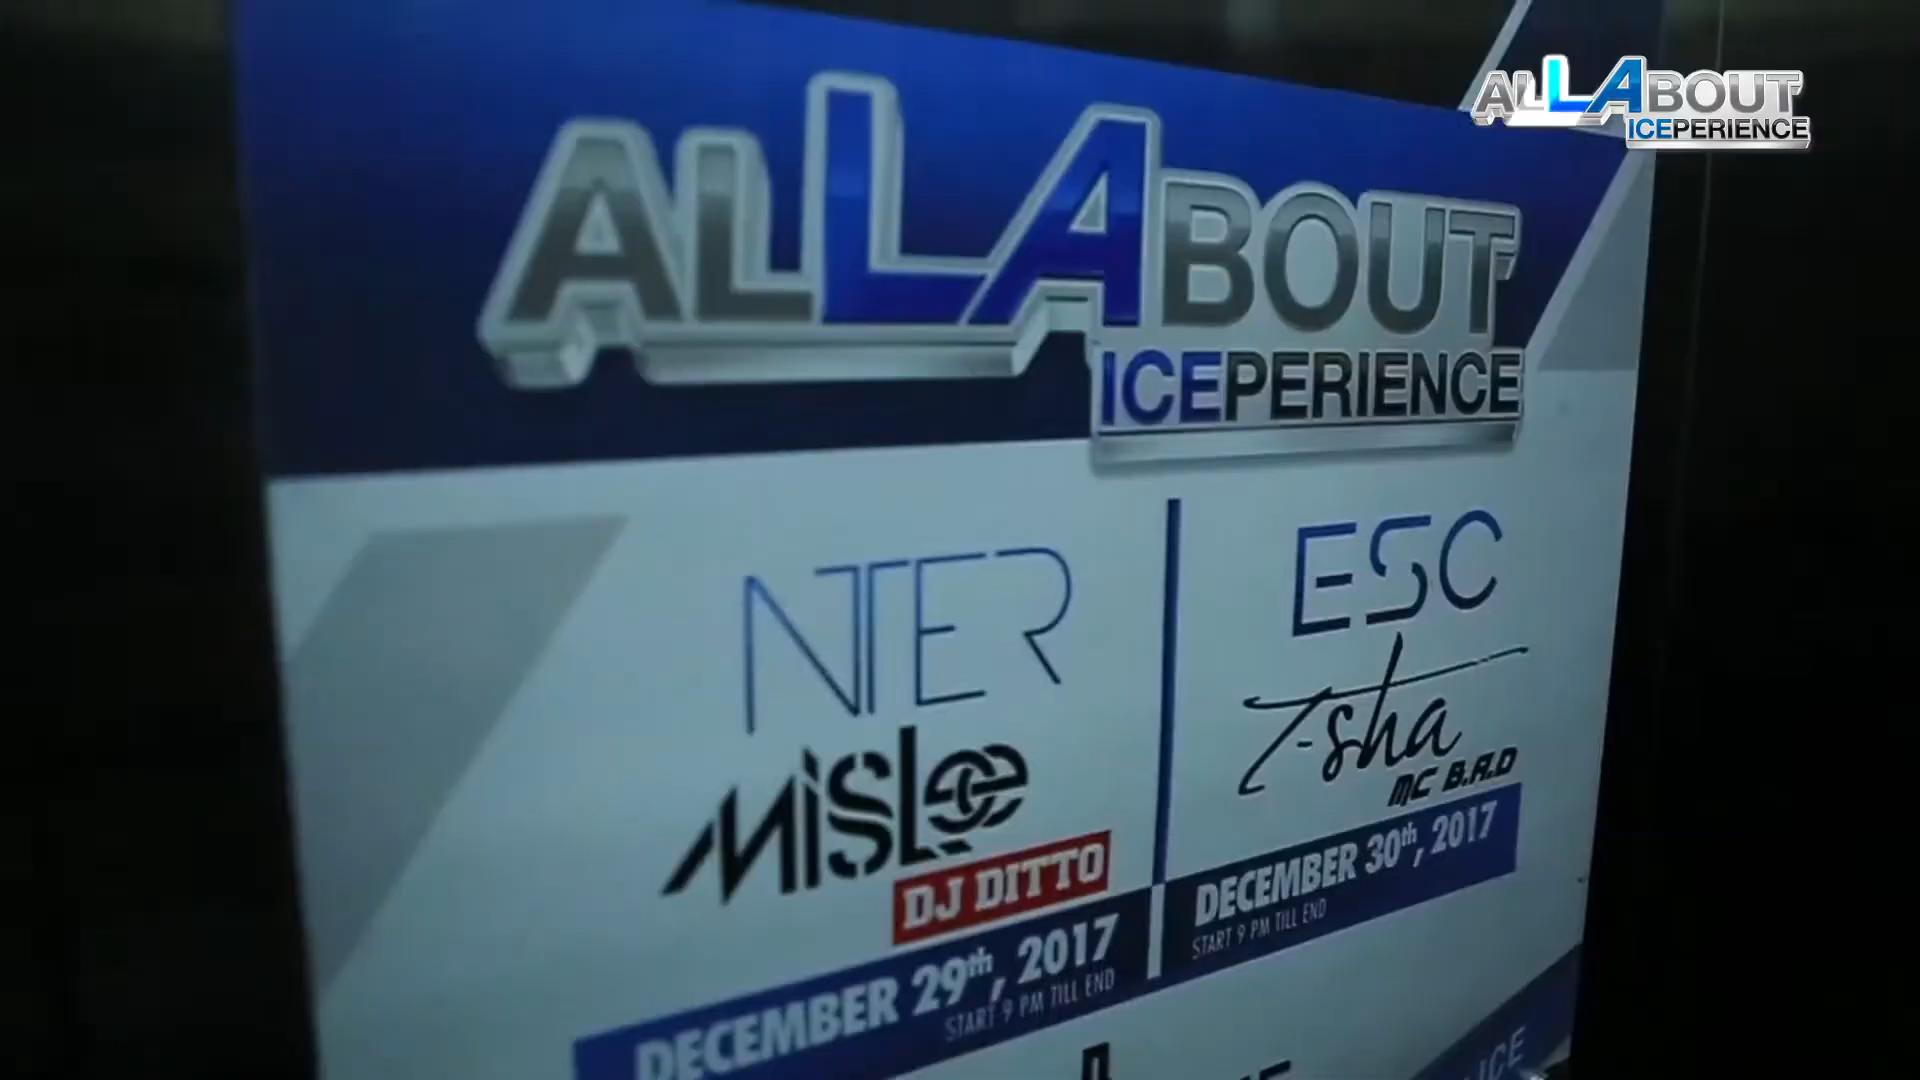 ALLABOUT
ICEPERIENCE
ALLABOUT
ICEPERIENCE
NTER
MISLEE
DJ DITTO
DECEMBER 29th, 2017
START 9 PM TILL END
ESC
T-sha
MC B.A.D
DECEMBER 30th, 2017
START 9 PM TILL END